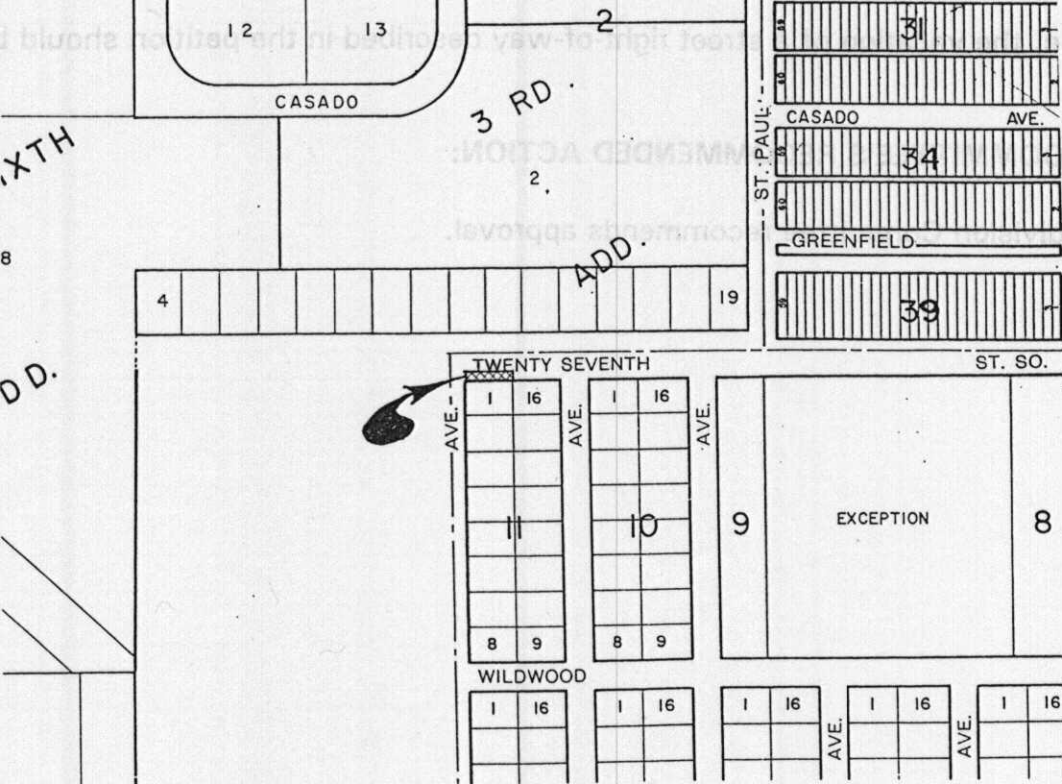 12
13
2
31
CASADO
3 RD.
CASADO AVE.
ST. PAUL
34
2
GREENFIELD
ADD.
4
19
39
TWENTY SEVENTH
ST. SO.
1 16 1 16
AVE. AVE. AVE.
11 10 9 EXCEPTION 8
8 9 8 9
WILDWOOD
1 16 1 16 1 16 1 16 1 16
AVE. AVE.